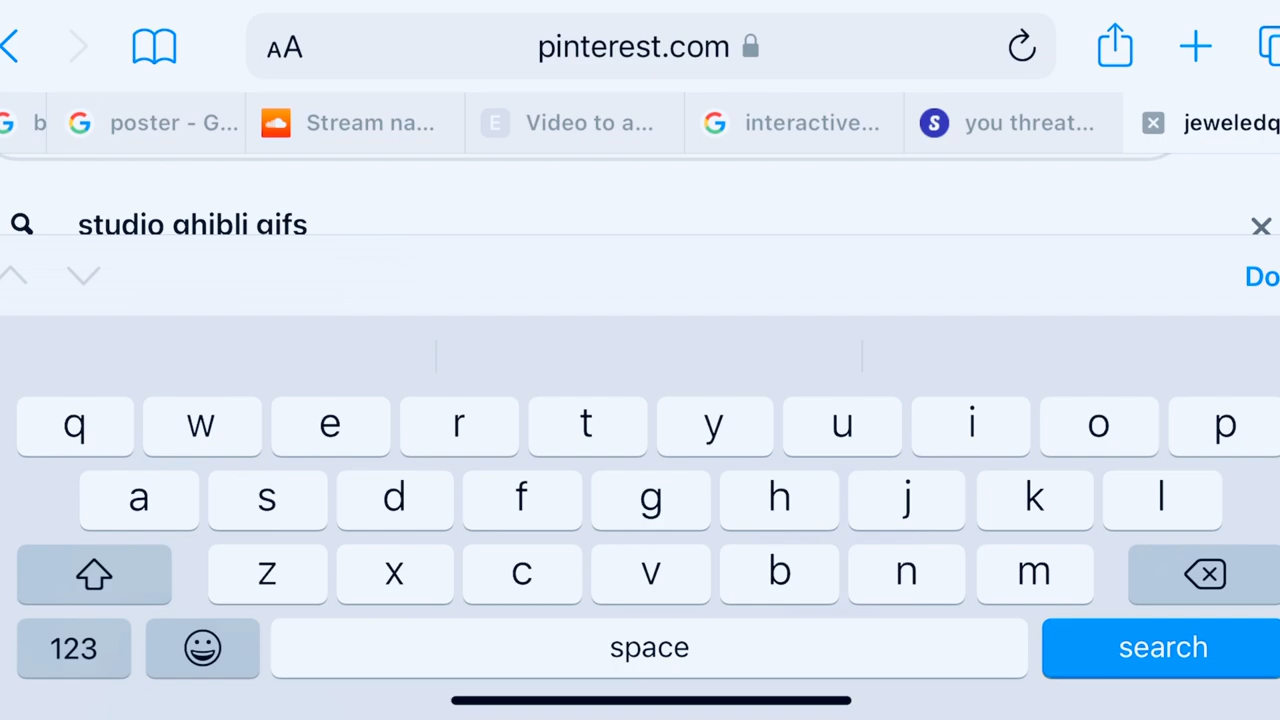 AA pinterest.com
b poster - G... Stream na... E Video to a... interactive... S you threat... jeweledq
studio ghibli gifs
Do
q w e r t y u i o p
a s d f g h j k l
z x c v b n m
123 space search